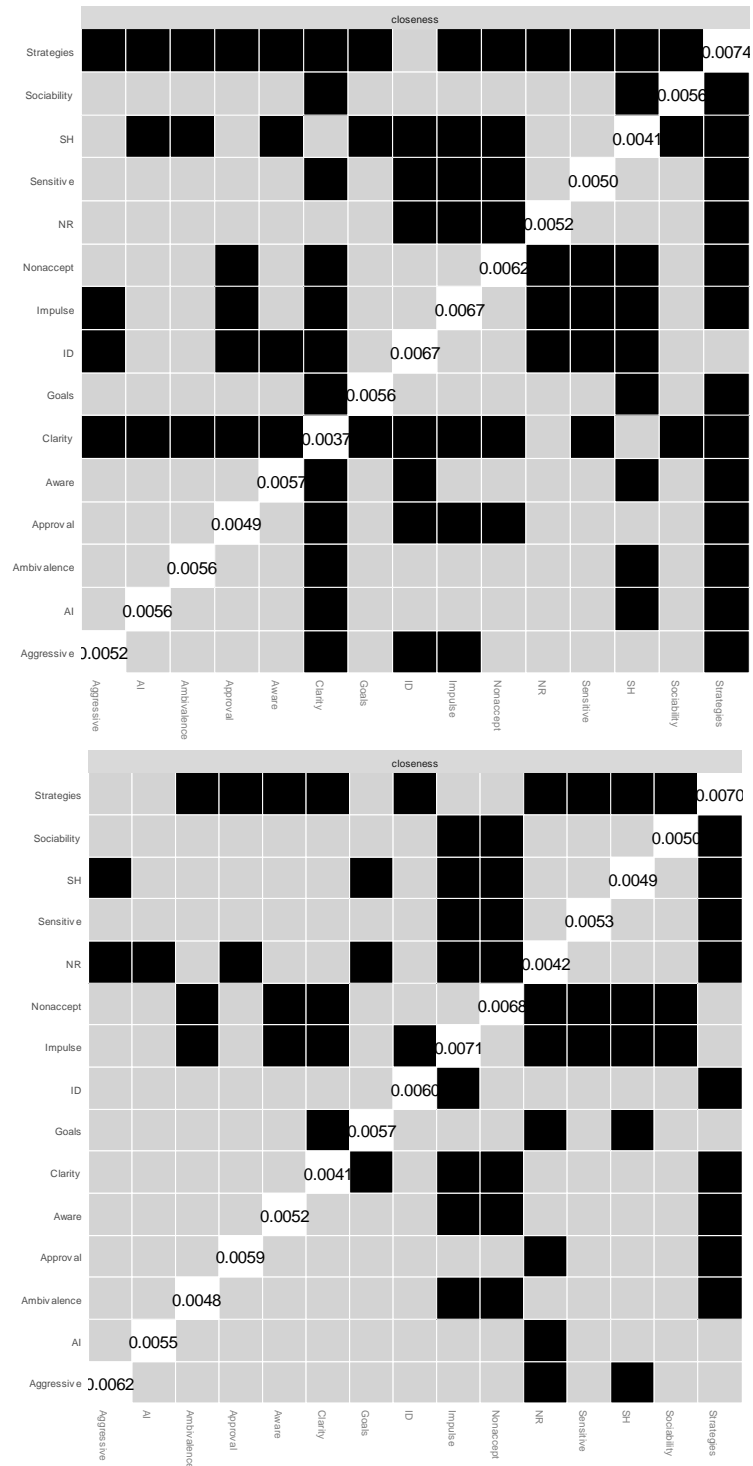 closeness
Strategies 0.0074
Sociability 0.0056
SH 0.0041
Sensitive 0.0050
NR 0.0052
Nonaccept 0.0062
Impulse 0.0067
ID 0.0067
Goals 0.0056
Clarity 0.0037
Aware 0.0057
Approval 0.0049
Ambivalence 0.0056
AI 0.0056
Aggressive 0.0052
Aggressive AI Ambivalence Approval Aware Clarity Goals ID Impulse Nonaccept NR Sensitive SH Sociability Strategies
closeness
Strategies 0.0070
Sociability 0.0050
SH 0.0049
Sensitive 0.0053
NR 0.0042
Nonaccept 0.0068
Impulse 0.0071
ID 0.0060
Goals 0.0057
Clarity 0.0041
Aware 0.0052
Approval 0.0059
Ambivalence 0.0048
AI 0.0055
Aggressive 0.0062
Aggressive AI Ambivalence Approval Aware Clarity Goals ID Impulse Nonaccept NR Sensitive SH Sociability Strategies